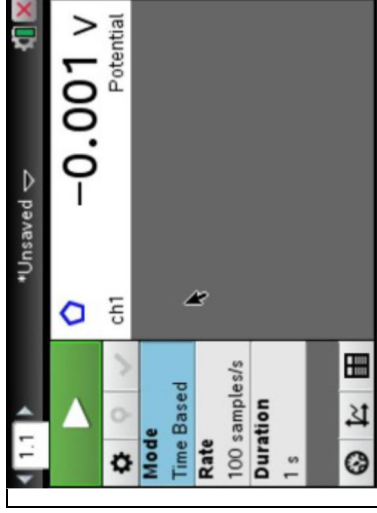 1.1
*Unsaved
Mode
Time Based
Rate
100 samples/s
Duration
1 s
ch1
−0.001 V
Potential